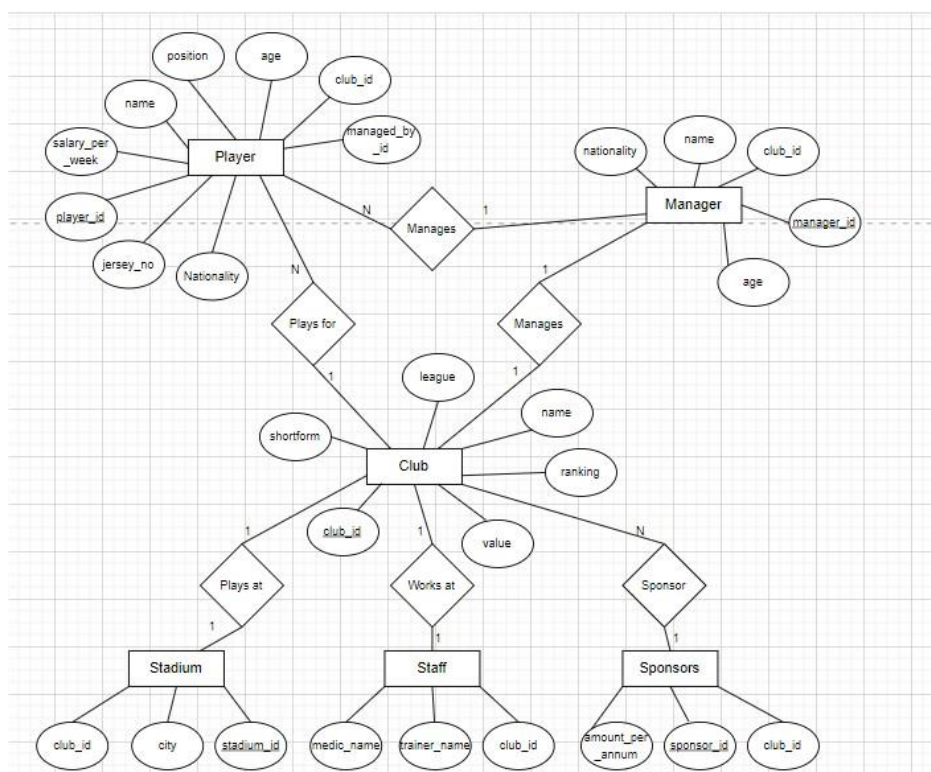 position
age
club_id
name
managed_by
_id
salary_per
_week
Player
nationality
name
club_id
Manager
player_id
N
1
Manages
manager_id
jersey_no
Nationality
N
1
age
Plays for
Manages
1
1
league
name
shortform
Club
ranking
1
club_id
1
value
N
Plays at
Works at
Sponsor
1
1
1
Stadium
Staff
Sponsors
club_id
city
stadium_id
medic_name
trainer_name
club_id
amount_per
_annum
sponsor_id
club_id